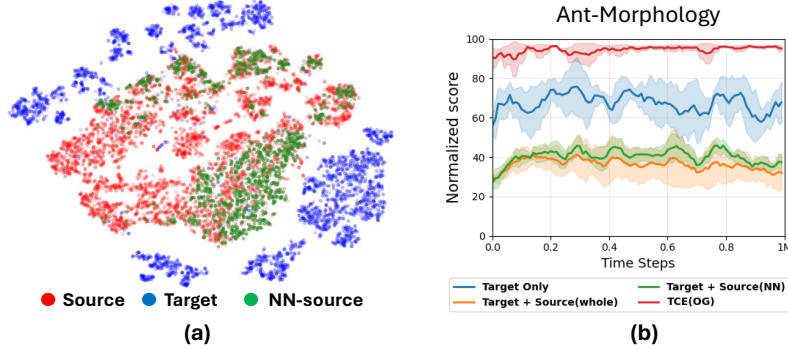 Source
Target
NN-source
(a)
Ant-Morphology
Normalized score
100
80
60
40
20
0
0.0
0.2
0.4
0.6
0.8
1M
Time Steps
Target Only
Target + Source(NN)
Target + Source(whole)
TCE(OG)
(b)